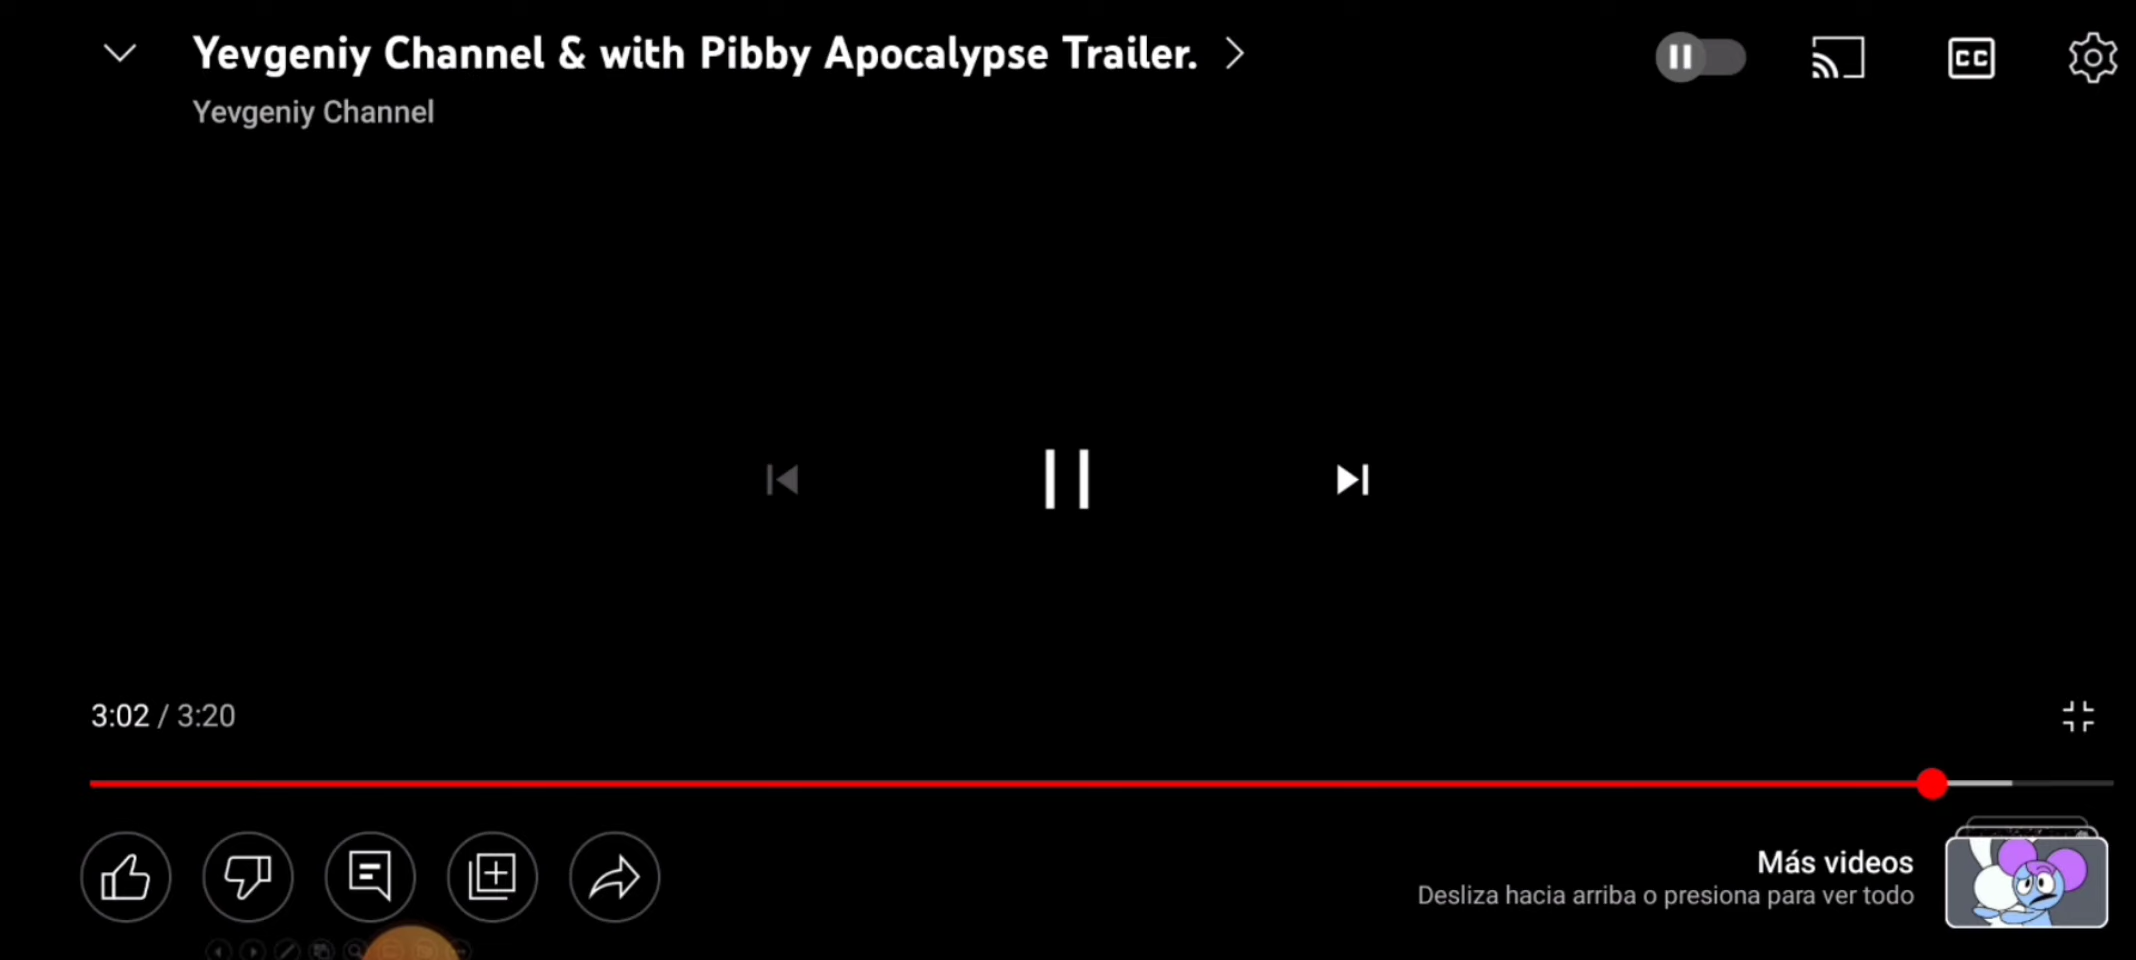 Yevgeniy Channel & with Pibby Apocalypse Trailer.
CC
Yevgeniy Channel
3:02 / 3:20
Más videos
Desliza hacia arriba o presiona para ver todo